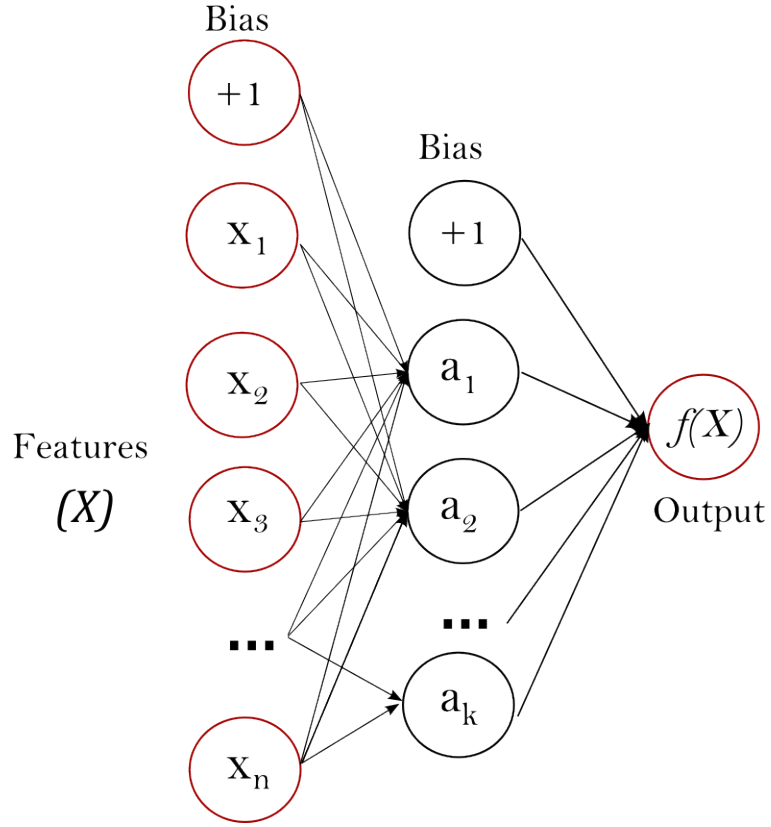 Bias
+1
x₁
x₂
x₃
...
xₙ
Features
(X)
Bias
+1
a₁
a₂
...
aₖ
f(X)
Output